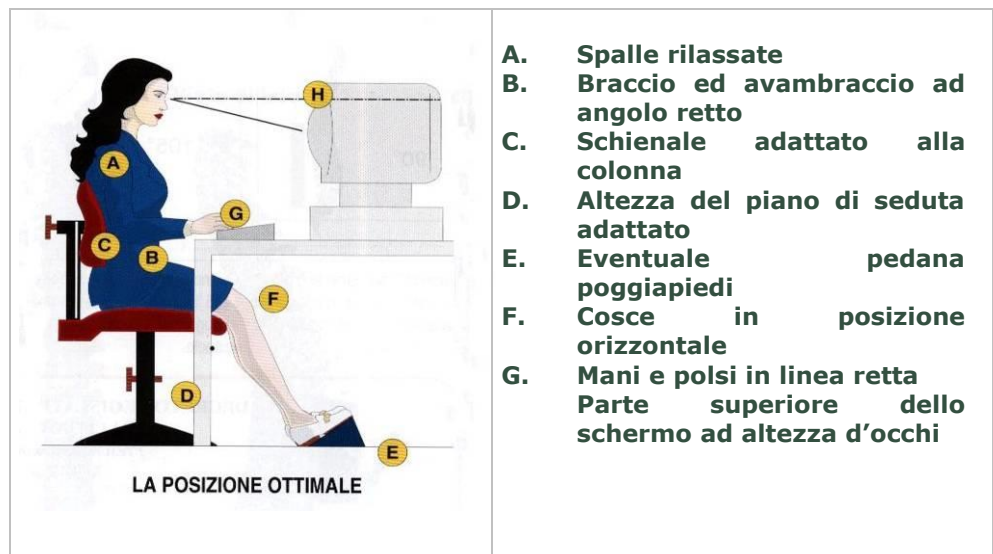 H
A
G
C
B
F
D
E
LA POSIZIONE OTTIMALE
A. Spalle rilassate
B. Braccio ed avambraccio ad
angolo retto
C. Schienale adattato alla
colonna
D. Altezza del piano di seduta
adattato
E. Eventuale pedana
poggiapiedi
F. Cosce in posizione
orizzontale
G. Mani e polsi in linea retta
Parte superiore dello
schermo ad altezza d’occhi